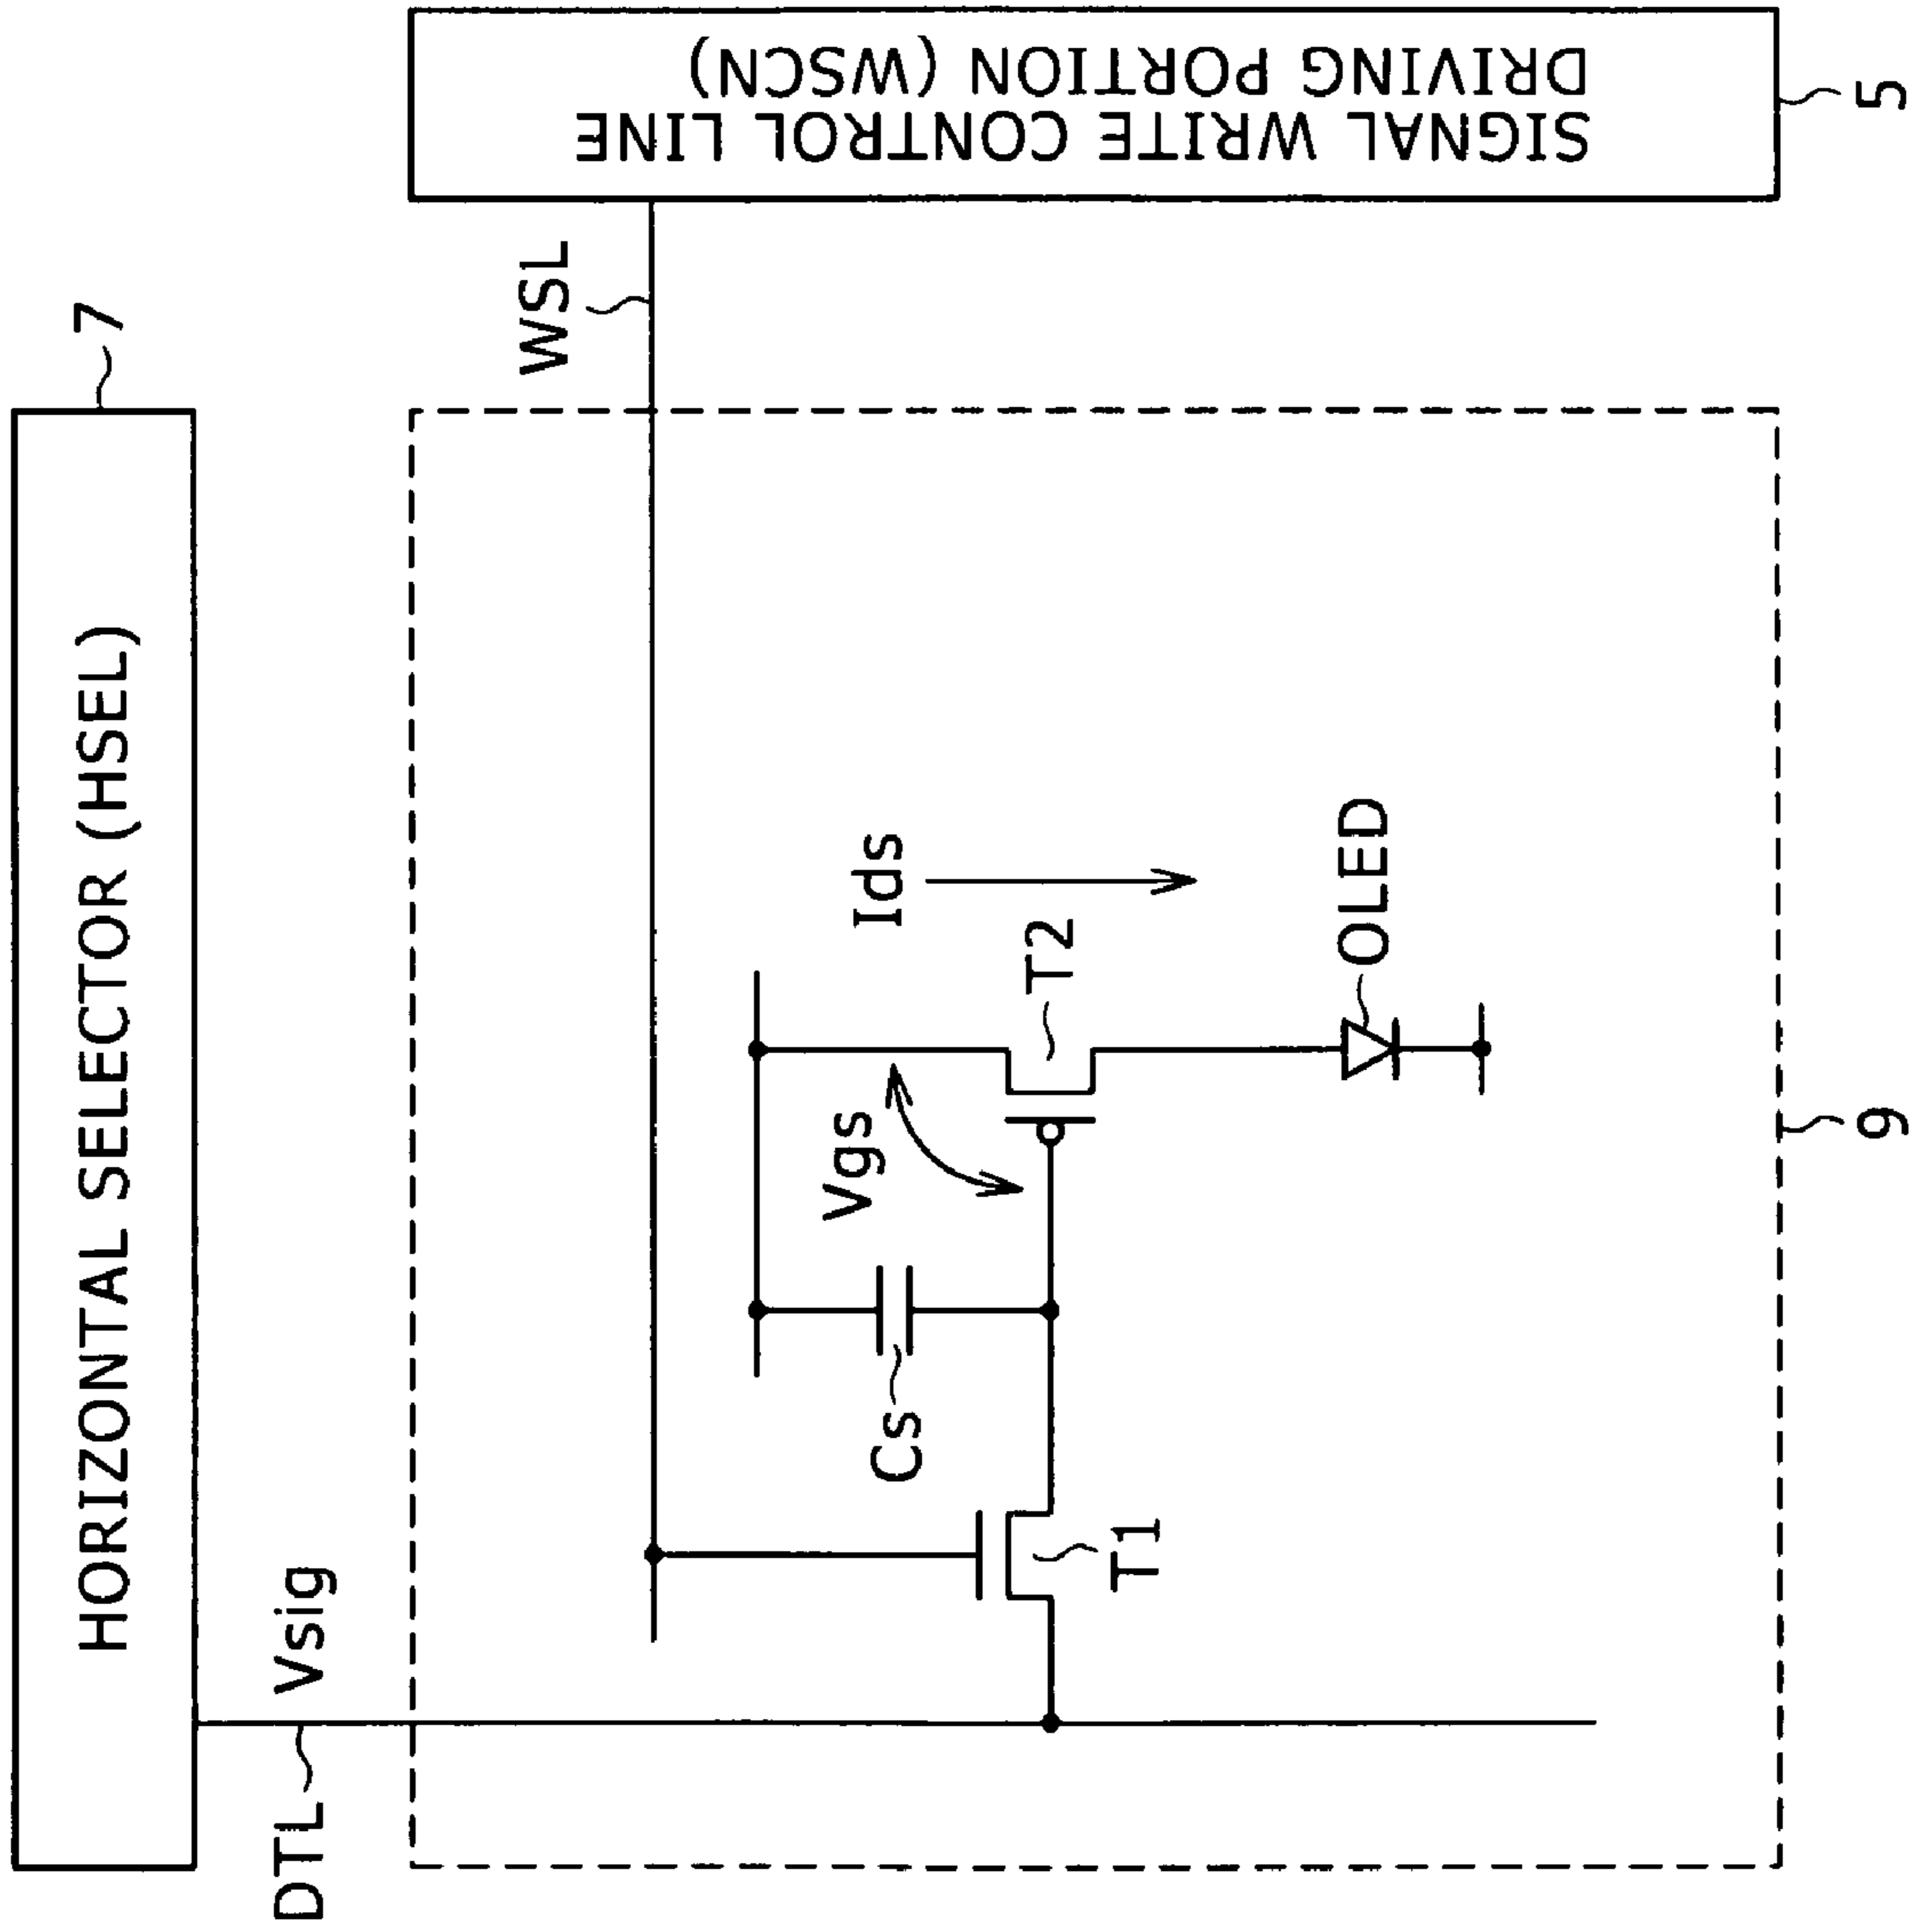 HORIZONTAL SELECTOR (HSEL)
7
DTL
Vsig
WSL
SIGNAL WRITE CONTROL LINE
DRIVING PORTION (WSCN)
5
Cs
Vgs
Ids
T1
T2
OLED
9